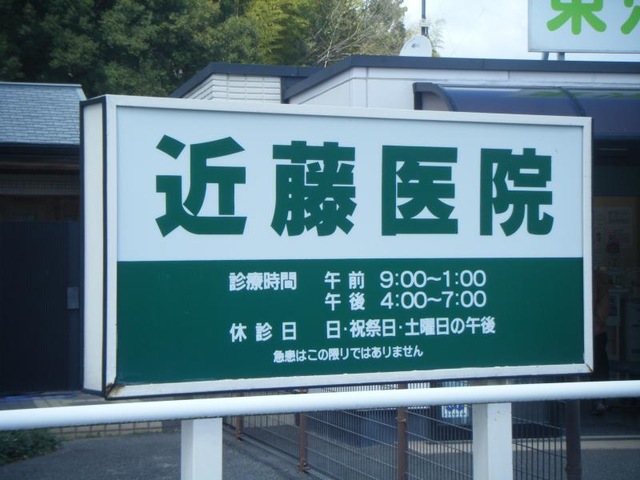 近藤医院
診療時間 午前 9:00〜1:00
午後 4:00〜7:00
休診日 日・祝祭日・土曜日の午後
急患はこの限りではありません
東